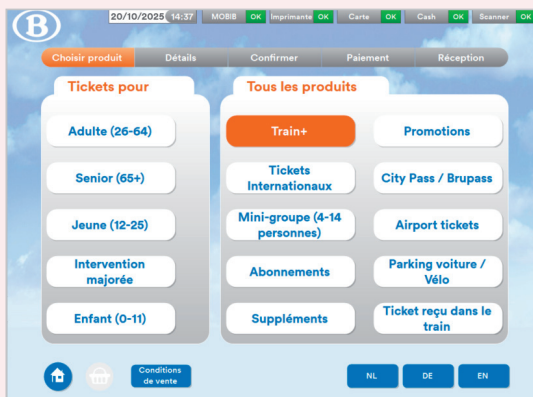 B
20/10/2025 14:37 MOBIB OK Imprimante OK Carte OK Cash OK Scanner OK
Choisir produit Détails Confirmer Paiement Réception
Tickets pour
Adulte (26-64)
Senior (65+)
Jeune (12-25)
Intervention
majorée
Enfant (0-11)
Tous les produits
Train+
Promotions
Tickets
Internationaux
City Pass / Brupass
Mini-groupe (4-14
personnes)
Airport tickets
Abonnements
Parking voiture /
Vélo
Suppléments
Ticket reçu dans le
train
Conditions
de vente
NL DE EN